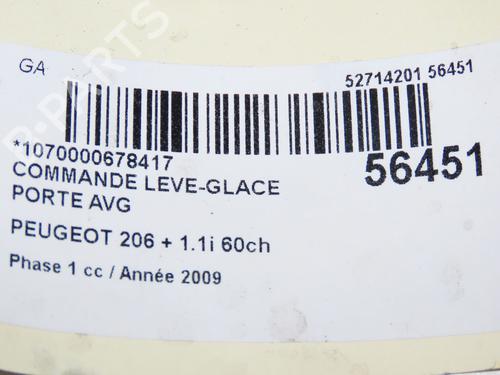 GA
52714201 56451
*1070000678417
56451
COMMANDE LEVE-GLACE
PORTE AVG
PEUGEOT 206 + 1.1i 60ch
Phase 1 cc / Année 2009